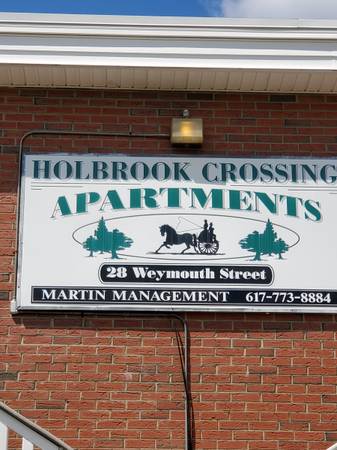 HOLBROOK CROSSING
APARTMENTS
28 Weymouth Street
MARTIN MANAGEMENT 617-773-8884